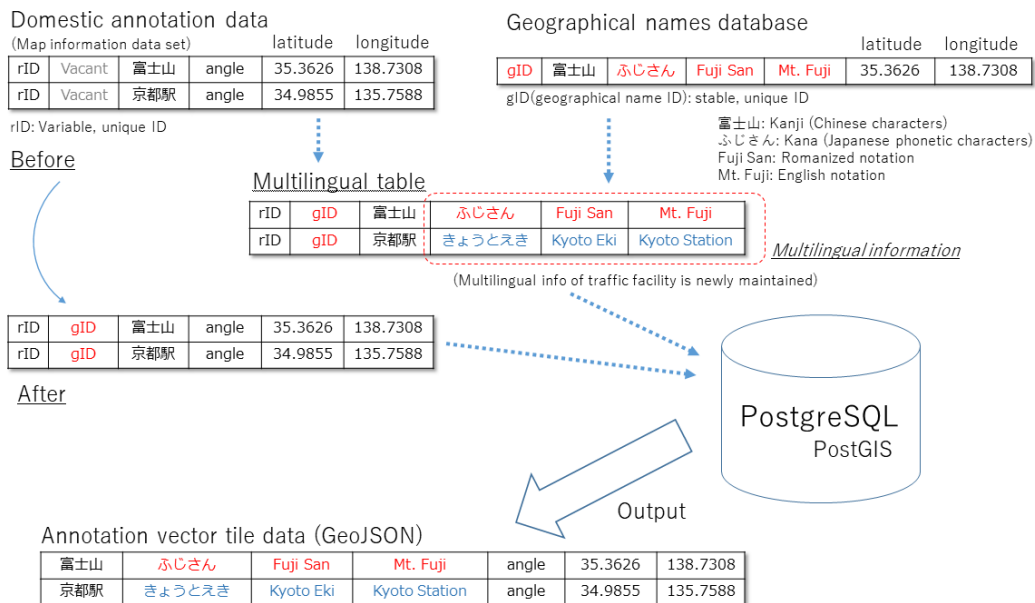 Domestic annotation data
(Map information data set) latitude longitude
rID Vacant 富士山 angle 35.3626 138.7308
rID Vacant 京都駅 angle 34.9855 135.7588
rID: Variable, unique ID
Geographical names database
latitude longitude
gID 富士山 ふじさん Fuji San Mt. Fuji 35.3626 138.7308
gID(geographical name ID): stable, unique ID
富士山: Kanji (Chinese characters)
ふじさん: Kana (Japanese phonetic characters)
Fuji San: Romanized notation
Mt. Fuji: English notation
Before
Multilingual table
rID gID 富士山 ふじさん Fuji San Mt. Fuji
rID gID 京都駅 きょうとえき Kyoto Eki Kyoto Station
Multilingual information
(Multilingual info of traffic facility is newly maintained)
rID gID 富士山 angle 35.3626 138.7308
rID gID 京都駅 angle 34.9855 135.7588
After
PostgreSQL
PostGIS
Output
Annotation vector tile data (GeoJSON)
富士山 ふじさん Fuji San Mt. Fuji angle 35.3626 138.7308
京都駅 きょうとえき Kyoto Eki Kyoto Station angle 34.9855 135.7588